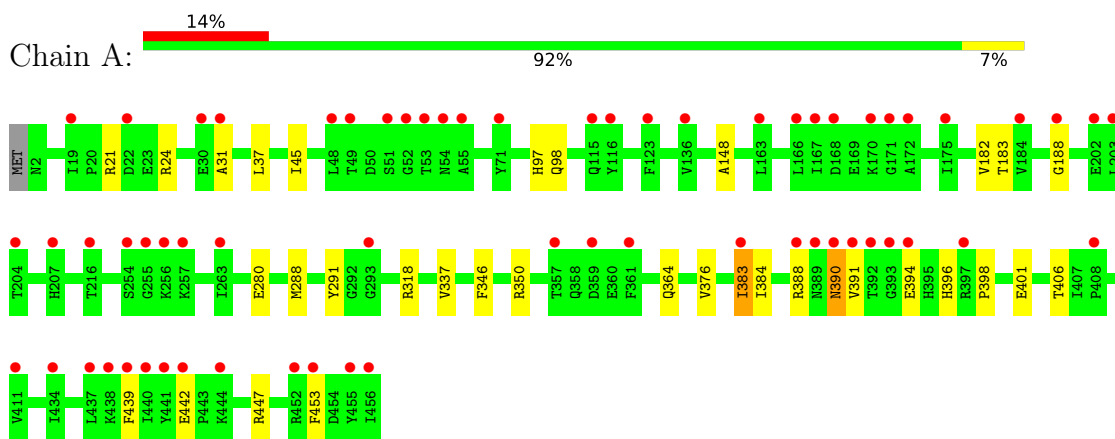 14%
Chain A:
92% 7%
MET N2 I19 P20 R21 D22 E23 R24 E30 A31 L37 I45 L48 T49 D50 S51 G52 T53 N54 A55 Y71 H97 Q98 Q115 Y116 F123 V136 A148 L163 L166 I167 D168 E169 K170 G171 A172 I175 V182 T183 V184 G188 E202 L203
T204 H207 T216 S254 G255 K256 K257 I263 E280 M288 Y291 G292 G293 R318 V337 F346 R350 T357 Q358 D359 E360 F361 Q364 V376 I383 I384 R388 N389 N390 V391 T392 G393 E394 H395 H396 R397 P398 E401 T406 I407 P408
V411 I434 L437 K438 F439 I440 Y441 E442 P443 K444 R447 R452 F453 D454 Y455 I456